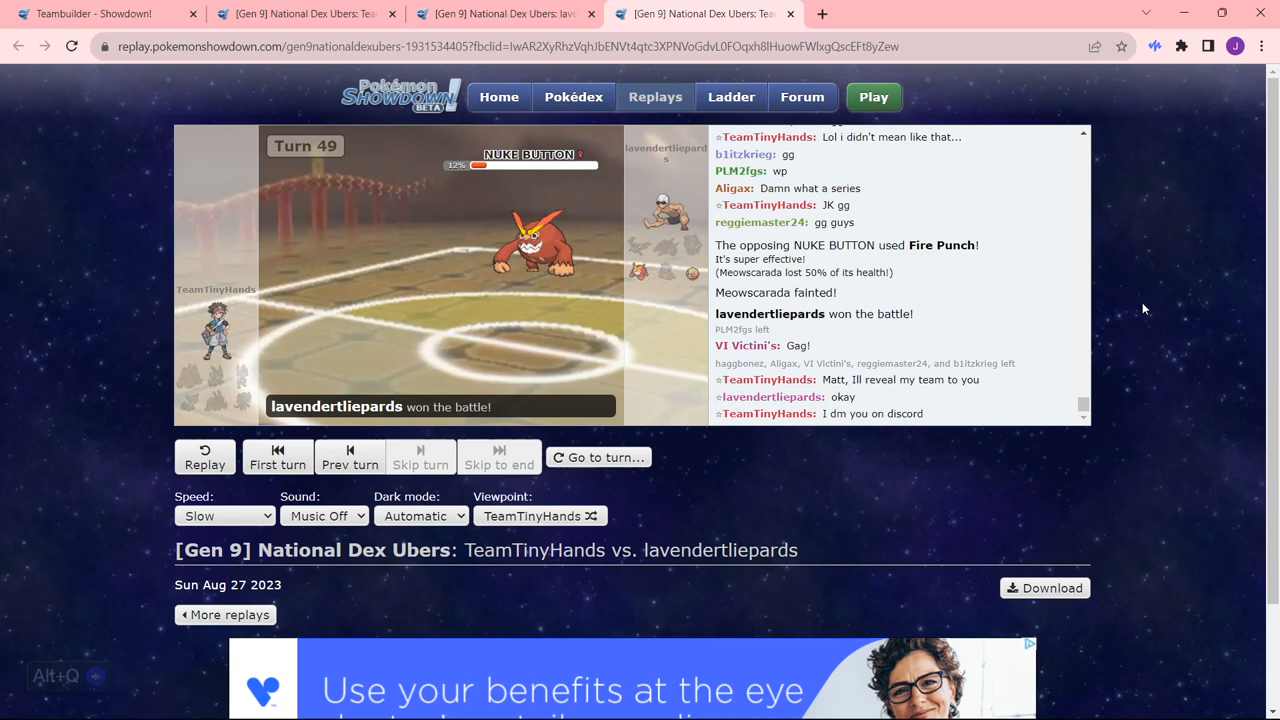 Teambuilder - Showdown!
[Gen 9] National Dex Ubers: Tea
[Gen 9] National Dex Ubers: lave
[Gen 9] National Dex Ubers: Tea
replay.pokemonshowdown.com/gen9nationaldexubers-1931534405?fbclid=IwAR2XyRhzVqhJbENVt4qtc3XPNVoGdvL0FOqxh8lHuowFWlxgQscEFt8yZew
J
Pokémon
Showdown!
BETA
Home
Pokédex
Replays
Ladder
Forum
Play
Turn 49
NUKE BUTTON ♀
12%
lavendertliepard
s
TeamTinyHands
lavendertliepards won the battle!
☆TeamTinyHands: Lol i didn't mean like that...
b1itzkrieg: gg
PLM2fgs: wp
Aligax: Damn what a series
☆TeamTinyHands: JK gg
reggiemaster24: gg guys
The opposing NUKE BUTTON used Fire Punch!
It's super effective!
(Meowscarada lost 50% of its health!)
Meowscarada fainted!
lavendertliepards won the battle!
PLM2fgs left
VI Victini's: Gag!
haggbonez, Aligax, VI Victini's, reggiemaster24, and b1itzkrieg left
☆TeamTinyHands: Matt, Ill reveal my team to you
☆lavendertliepards: okay
☆TeamTinyHands: I dm you on discord
Replay
First turn
Prev turn
Skip turn
Skip to end
Go to turn...
Speed:
Sound:
Dark mode:
Viewpoint:
Slow
Music Off
Automatic
TeamTinyHands
[Gen 9] National Dex Ubers: TeamTinyHands vs. lavendertliepards
Sun Aug 27 2023
Download
More replays
Alt+Q
Use your benefits at the eye